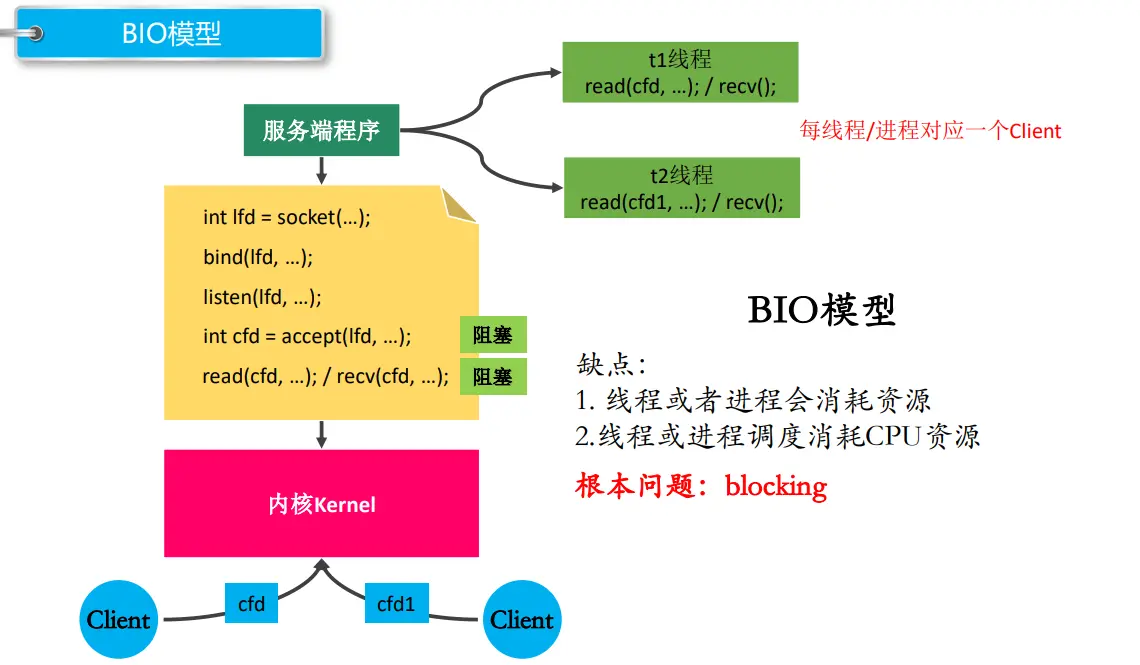 BIO模型
t1线程
read(cfd, …); / recv();
服务端程序
每线程/进程对应一个Client
t2线程
read(cfd1, …); / recv();
int lfd = socket(…);
bind(lfd, …);
listen(lfd, …);
int cfd = accept(lfd, …);
阻塞
read(cfd, …); / recv(cfd, …);
阻塞
BIO模型
缺点:
1. 线程或者进程会消耗资源
2.线程或进程调度消耗CPU资源
根本问题：blocking
内核Kernel
cfd
cfd1
Client
Client